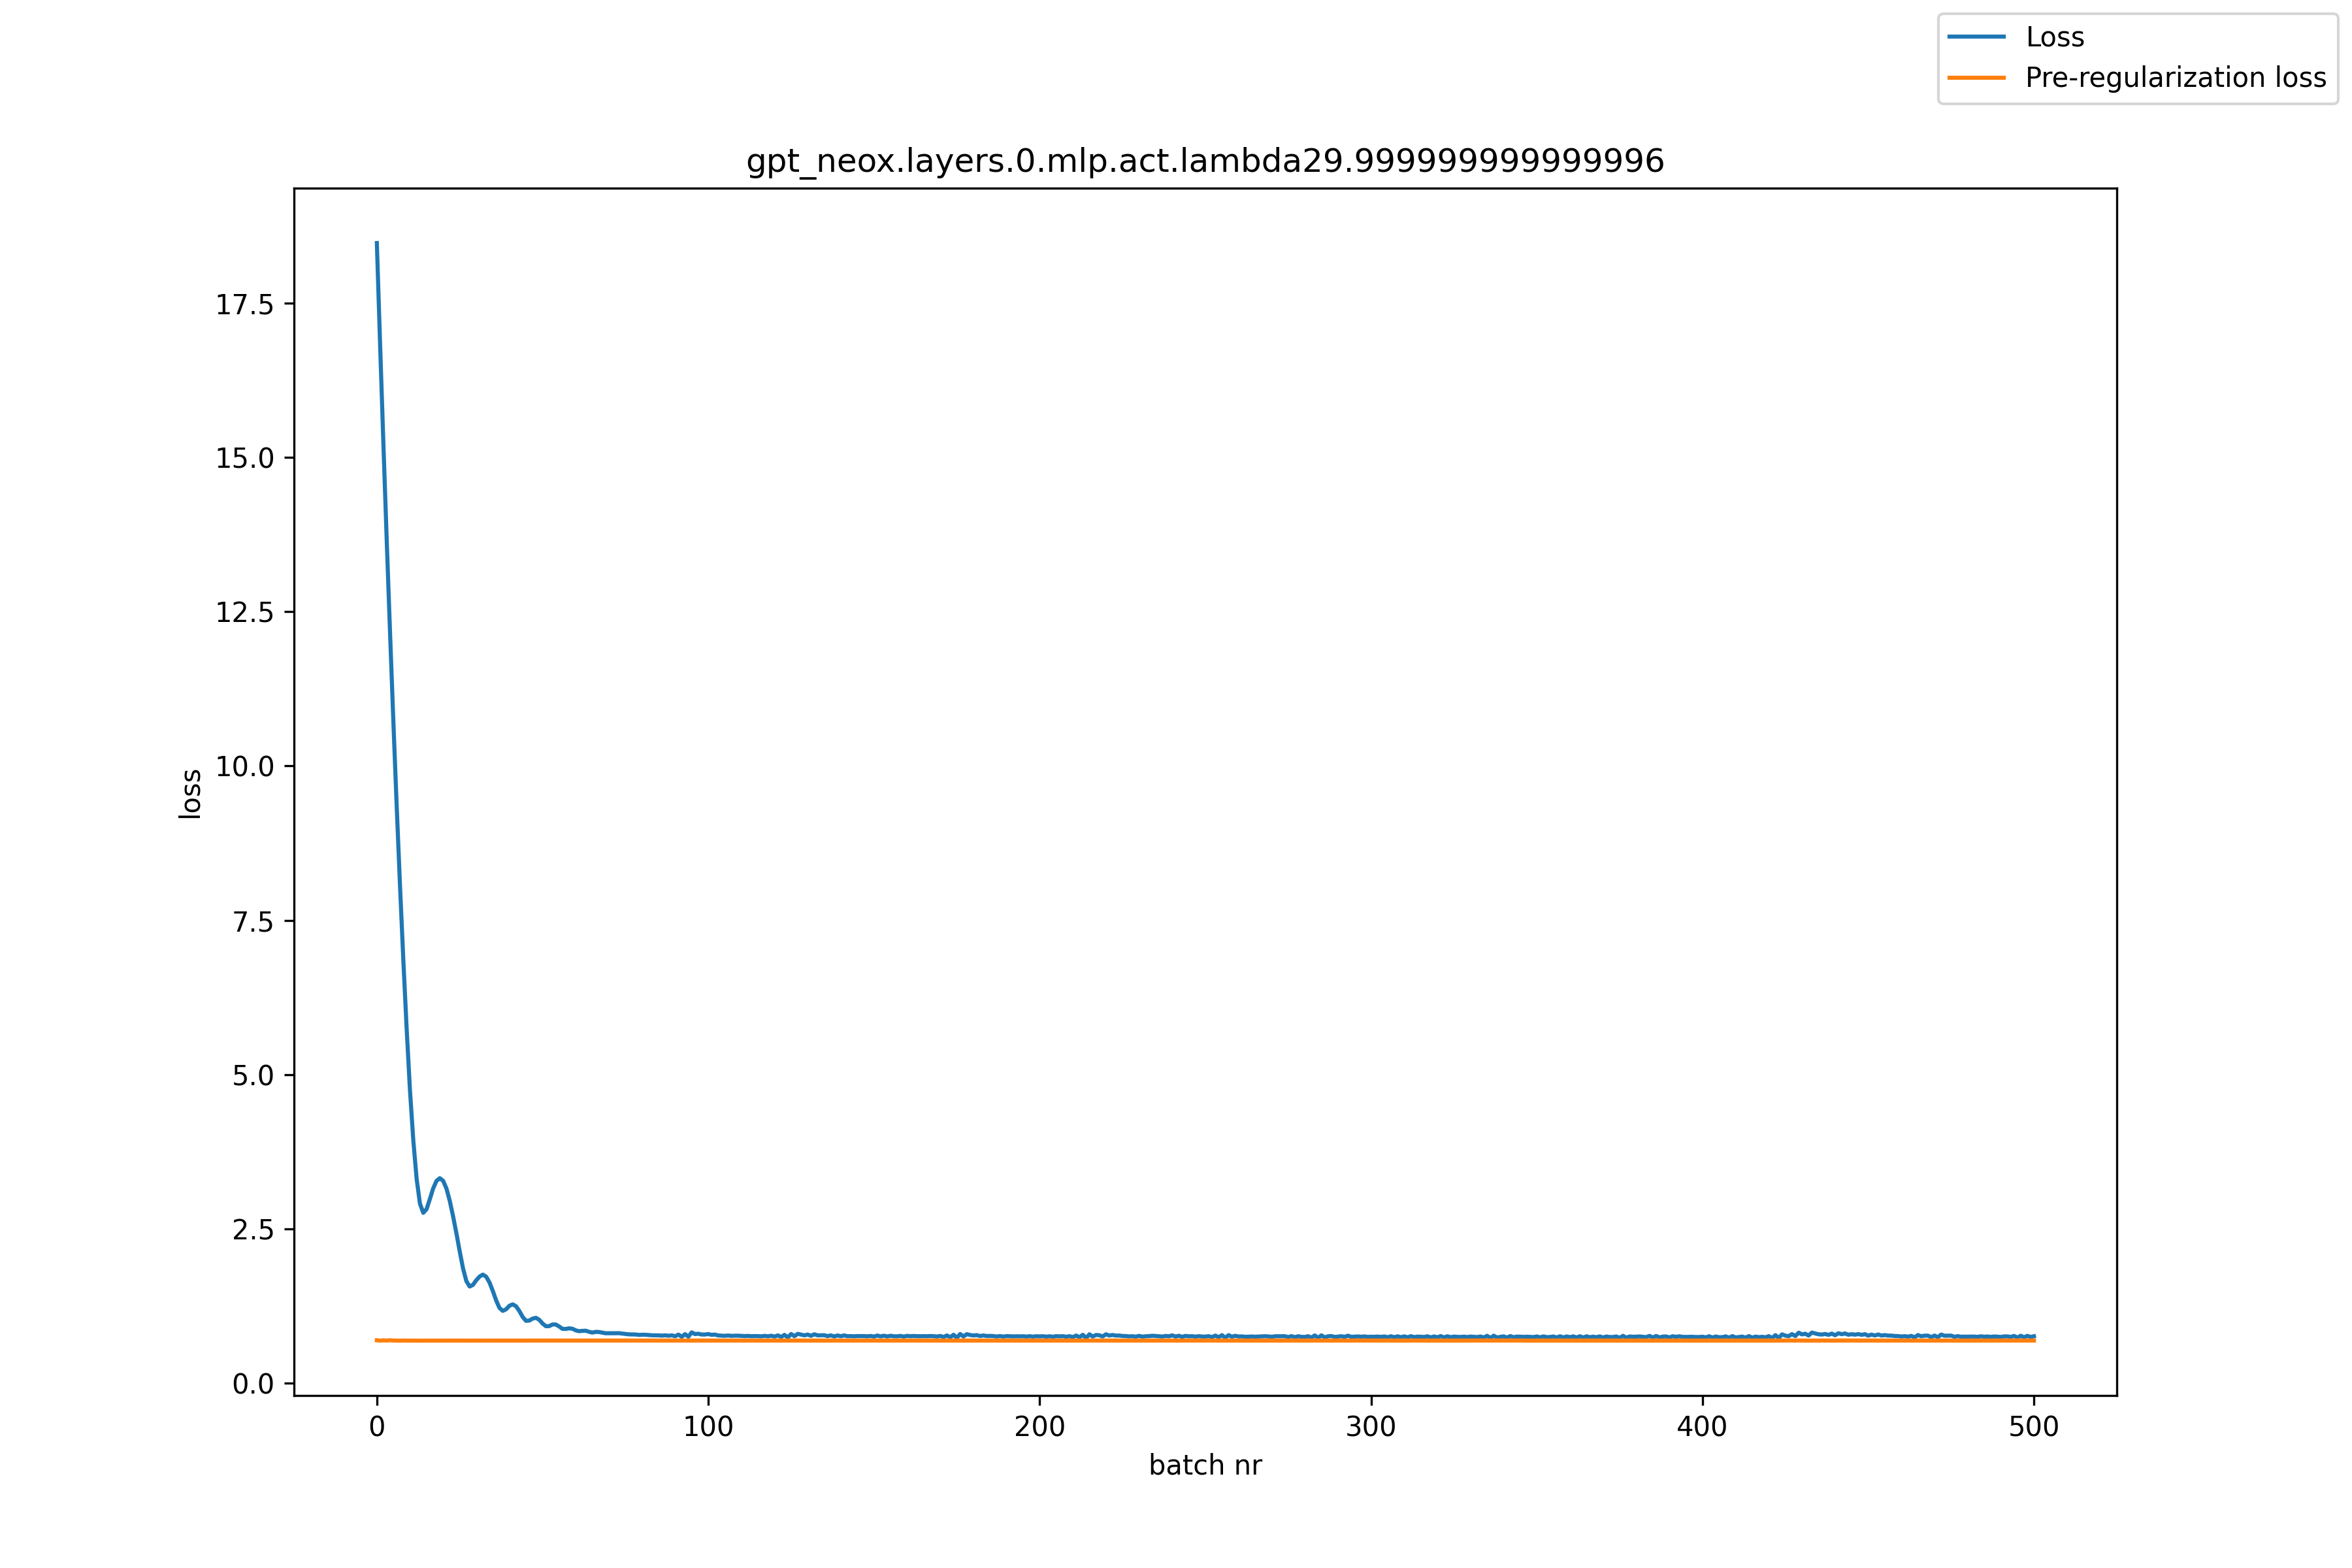 Loss
Pre-regularization loss
gpt_neox.layers.0.mlp.act.lambda29.999999999999996
17.5
15.0
12.5
10.0
7.5
5.0
2.5
0.0
loss
0 100 200 300 400 500
batch nr